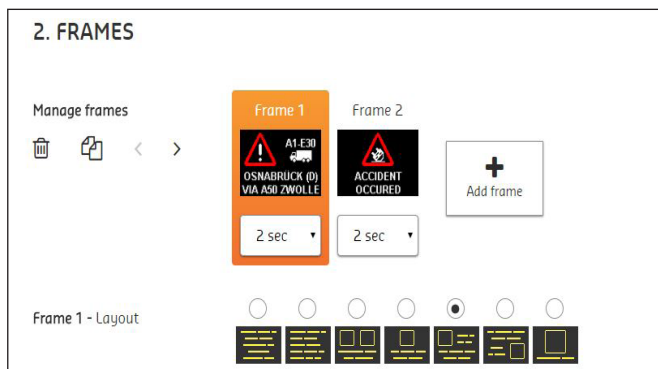 2. FRAMES
Manage frames
Frame 1
Frame 2
A1-E30
OSNABRÜCK (D)
VIA A50 ZWOLLE
ACCIDENT
OCCURED
Add frame
2 sec
2 sec
Frame 1 - Layout